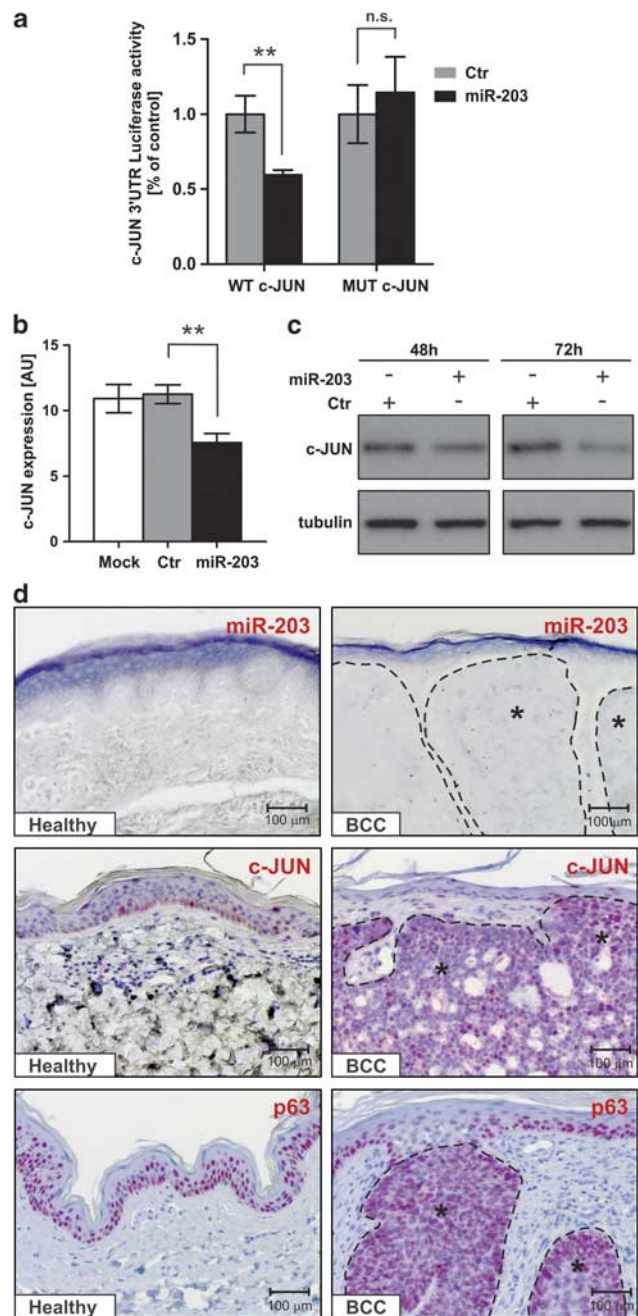 a
c-JUN 3'UTR Luciferase activity
[% of control]
1.5
1.0
0.5
0.0
**
n.s.
Ctr
miR-203
WT c-JUN
MUT c-JUN
b
c-JUN expression [AU]
15
10
5
0
**
Mock
Ctr
miR-203
c
48h
72h
miR-203 - + - +
Ctr + - + -
c-JUN
tubulin
d
miR-203
Healthy
100 μm
miR-203
*
*
BCC
100 μm
c-JUN
Healthy
100 μm
c-JUN
*
*
BCC
100 μm
p63
Healthy
100 μm
p63
*
*
BCC
100 μm